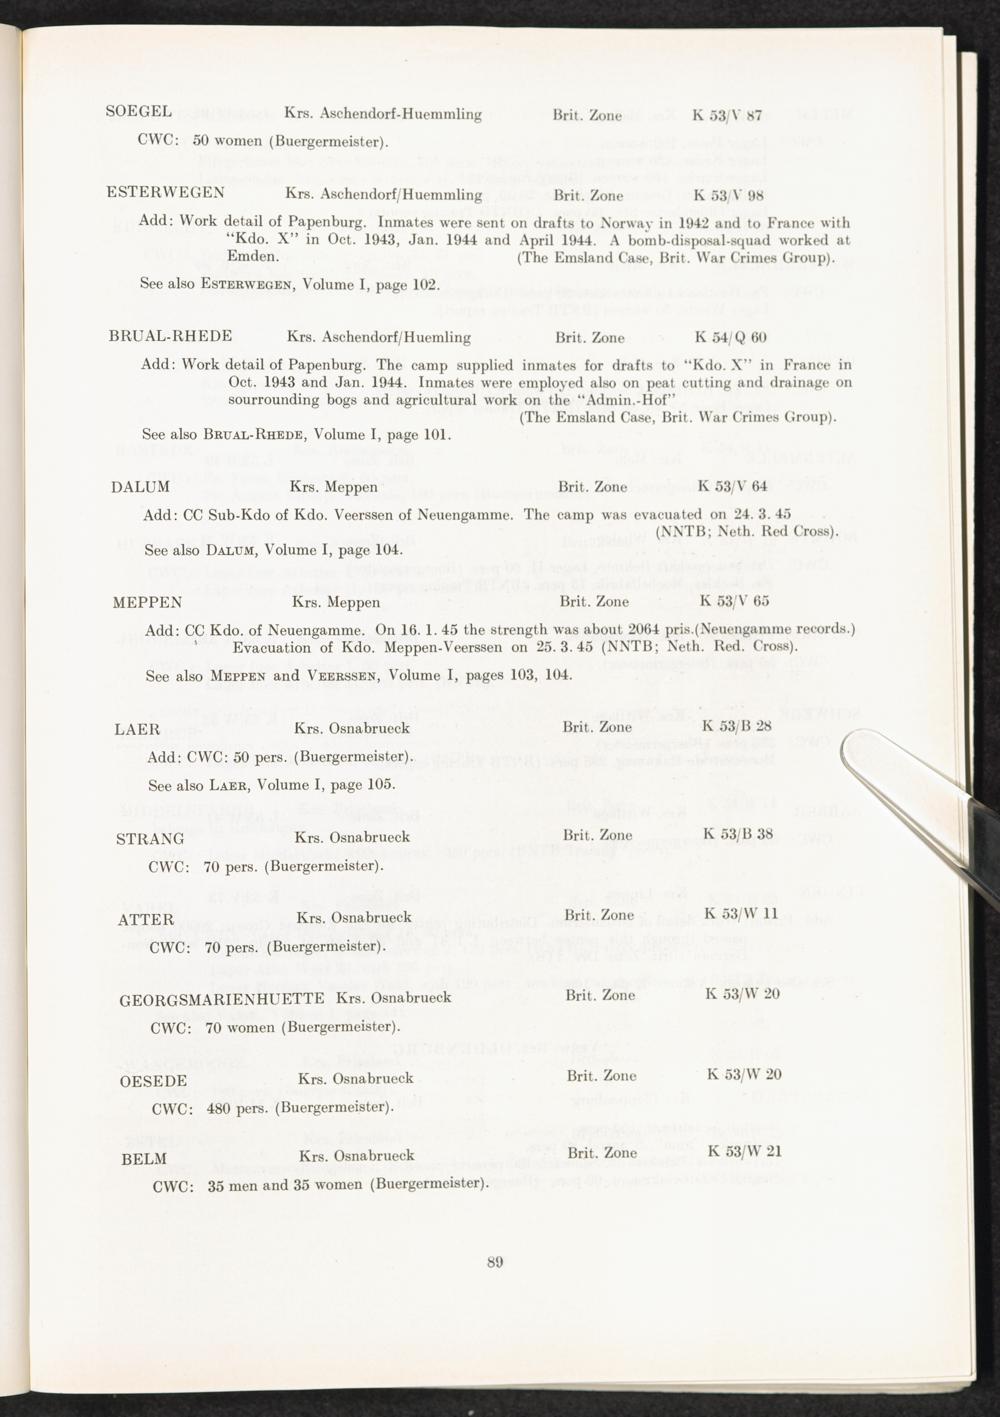 SOEGEL Krs. Aschendorf-Huemmling Brit. Zone K 53/V 87
CWC: 50 women (Buergermeister).
ESTERWEGEN Krs. Aschendorf/Huemmling Brit. Zone K 53/V 98
Add: Work detail of Papenburg. Inmates were sent on drafts to Norway in 1942 and to France with
“Kdo. X” in Oct. 1943, Jan. 1944 and April 1944. A bomb-disposal-squad worked at
Emden. (The Emsland Case, Brit. War Crimes Group).
See also ESTERWEGEN, Volume I, page 102.
BRUAL-RHEDE Krs. Aschendorf/Huemling Brit. Zone K 54/Q 60
Add: Work detail of Papenburg. The camp supplied inmates for drafts to “Kdo. X” in France in
Oct. 1943 and Jan. 1944. Inmates were employed also on peat cutting and drainage on
sourrounding bogs and agricultural work on the “Admin.-Hof”
(The Emsland Case, Brit. War Crimes Group).
See also BRUAL-RHEDE, Volume I, page 101.
DALUM Krs. Meppen Brit. Zone K 53/V 64
Add: CC Sub-Kdo of Kdo. Veerssen of Neuengamme. The camp was evacuated on 24. 3. 45
(NNTB; Neth. Red Cross).
See also DALUM, Volume I, page 104.
MEPPEN Krs. Meppen Brit. Zone K 53/V 65
Add: CC Kdo. of Neuengamme. On 16. 1. 45 the strength was about 2064 pris.(Neuengamme records.)
Evacuation of Kdo. Meppen-Veerssen on 25. 3. 45 (NNTB; Neth. Red. Cross).
See also MEPPEN and VEERSSEN, Volume I, pages 103, 104.
LAER Krs. Osnabrueck Brit. Zone K 53/B 28
Add: CWC: 50 pers. (Buergermeister).
See also LAER, Volume I, page 105.
STRANG Krs. Osnabrueck Brit. Zone K 53/B 38
CWC: 70 pers. (Buergermeister).
ATTER Krs. Osnabrueck Brit. Zone K 53/W 11
CWC: 70 pers. (Buergermeister).
GEORGSMARIENHUETTE Krs. Osnabrueck Brit. Zone K 53/W 20
CWC: 70 women (Buergermeister).
OESEDE Krs. Osnabrueck Brit. Zone K 53/W 20
CWC: 480 pers. (Buergermeister).
BELM Krs. Osnabrueck Brit. Zone K 53/W 21
CWC: 35 men and 35 women (Buergermeister).
89